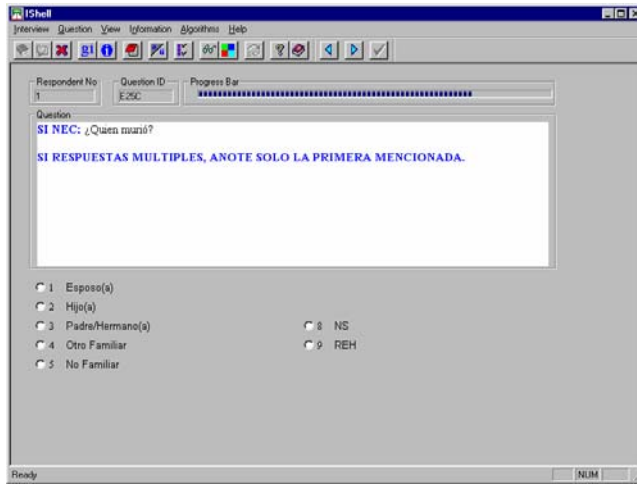 IShell
Interview Question View Information Algorithms Help
Respondent No Question ID Progress Bar
1 E25C
Question
SI NEC: ¿Quien murió?
SI RESPUESTAS MULTIPLES, ANOTE SOLO LA PRIMERA MENCIONADA.
1 Esposo(a)
2 Hijo(a)
3 Padre/Hermano(a) 8 NS
4 Otro Familiar 9 REH
5 No Familiar
Ready NUM